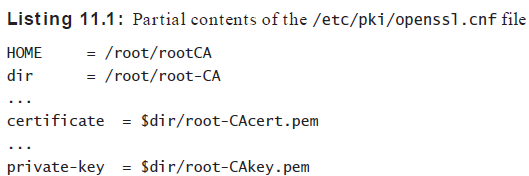 Listing 11.1: Partial contents of the /etc/pki/openssl.cnf file
HOME = /root/rootCA
dir = /root/root-CA
...
certificate = $dir/root-CAcert.pem
...
private-key = $dir/root-CAkey.pem